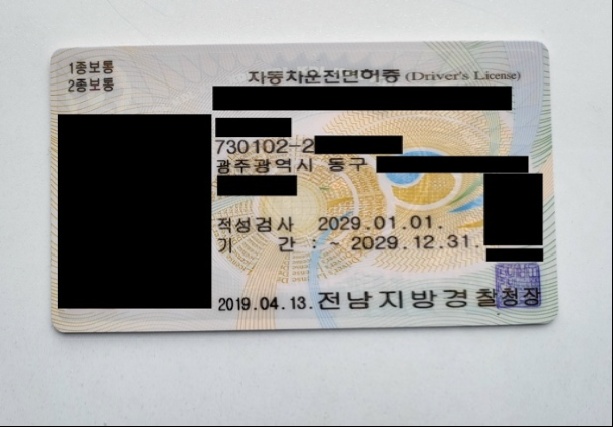 1종보통
2종보통
자동차운전면허증 (Driver's License)
730102-2
광주광역시 동구
적성검사 2029.01.01.
기 간 : ~ 2029.12.31.
2019.04.13. 전남지방경찰청장